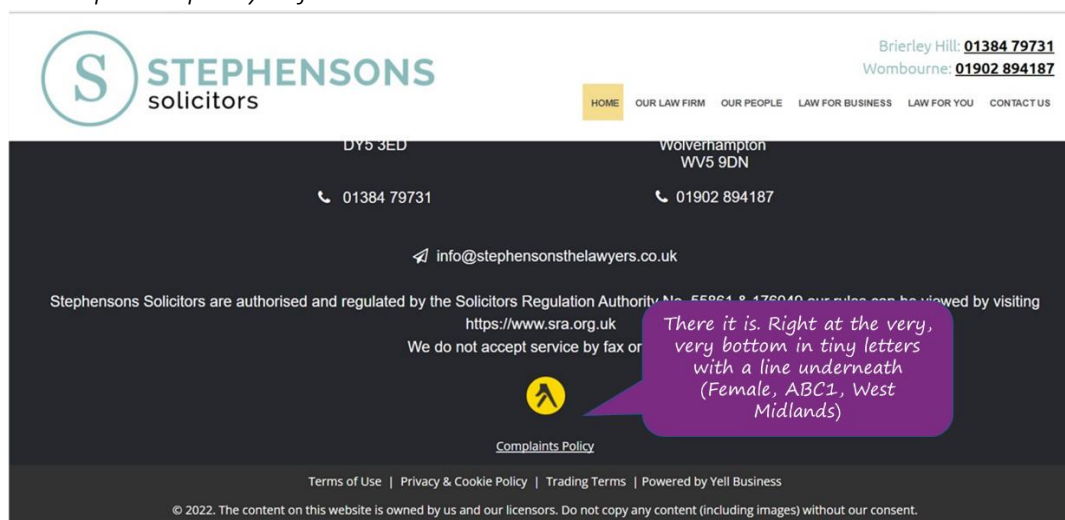 Brierley Hill: 01384 79731
Wombourne: 01902 894187
S
STEPHENSONS
solicitors
HOME OUR LAW FIRM OUR PEOPLE LAW FOR BUSINESS LAW FOR YOU CONTACT US
DY5 3ED
Wolverhampton
WV5 9DN
01384 79731
01902 894187
info@stephensonsthelawyers.co.uk
Stephensons Solicitors are authorised and regulated by the Solicitors Regulation Authority No. 55861 & 176049 our rules can be viewed by visiting
https://www.sra.org.uk
We do not accept service by fax or
There it is. Right at the very,
very bottom in tiny letters
with a line underneath
(Female, ABC1, West
Midlands)
Complaints Policy
Terms of Use | Privacy & Cookie Policy | Trading Terms | Powered by Yell Business
© 2022. The content on this website is owned by us and our licensors. Do not copy any content (including images) without our consent.